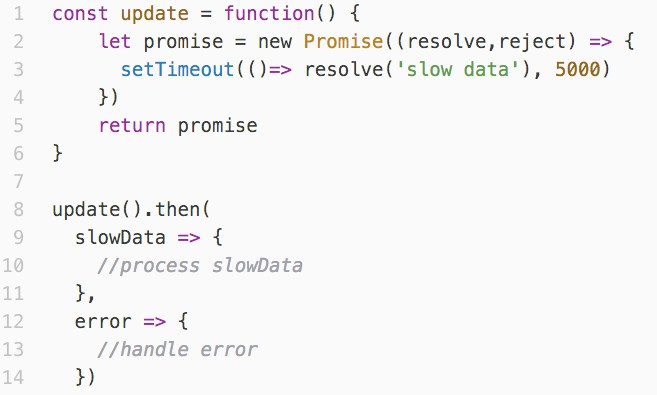 1 const update = function() {
2     let promise = new Promise((resolve,reject) => {
3       setTimeout(()=> resolve('slow data'), 5000)
4     })
5     return promise
6 }
7
8 update().then(
9   slowData => {
10     //process slowData
11   },
12   error => {
13     //handle error
14   })